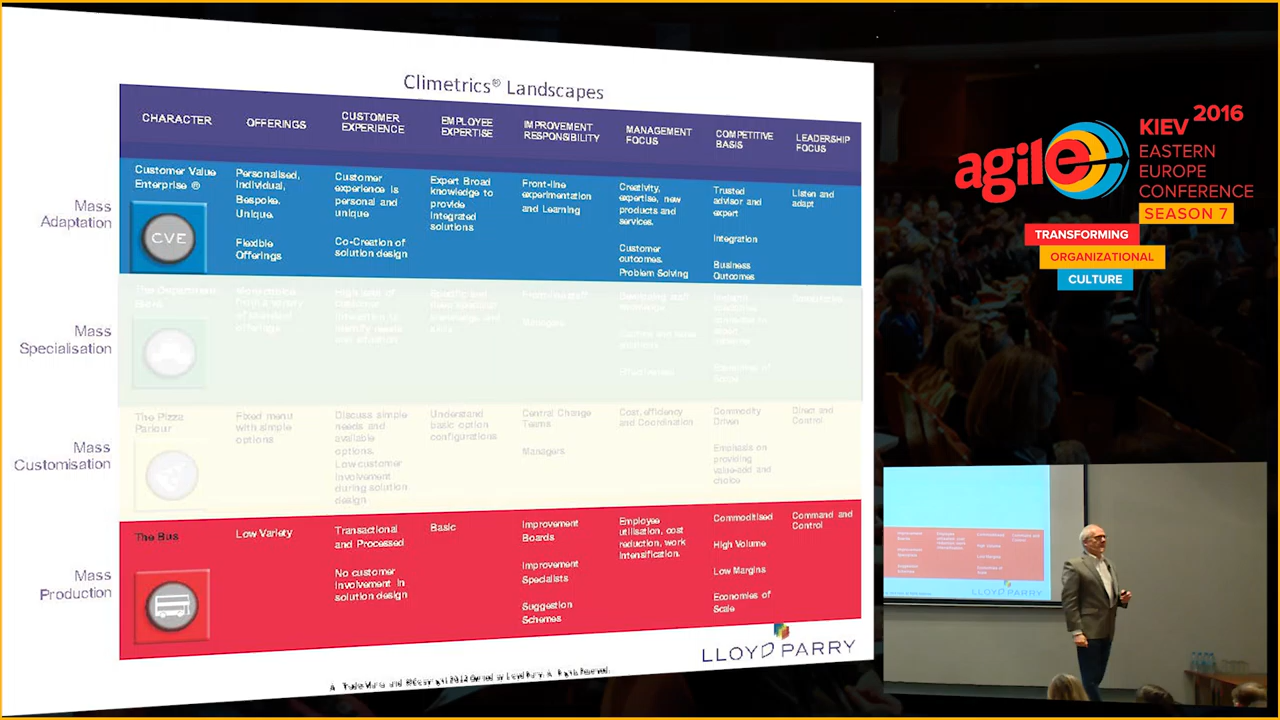 Climetrics® Landscapes
CHARACTER
OFFERINGS
CUSTOMER
EXPERIENCE
EMPLOYEE
EXPERTISE
IMPROVEMENT
RESPONSIBILITY
MANAGEMENT
FOCUS
COMPETITIVE
BASIS
LEADERSHIP
FOCUS
Mass
Adaptation
Customer Value
Enterprise ®
CVE
Personalised,
Individual,
Bespoke.
Unique.
Flexible
Offerings
Customer
experience is
personal and
unique
Co-Creation of
solution design
Expert Broad
knowledge to
provide
Integrated
solutions
Front-line
experimentation
and Learning
Creativity,
expertise, new
products and
services.
Customer
outcomes.
Problem Solving
Trusted
advisor and
expert
Integration
Business
Outcomes
Listen and
adapt
Mass
Specialisation
The Department
Managers
Mass
Customisation
The Pizza
Parlour
Fixed menu
with simple
options
Discuss simple
needs and
available
options.
Low customer
Involvement
during solution
design
Understand
basic option
configurations
Central Change
Teams
Managers
Cost, efficiency
and Coordination
Commodity
Driven
Emphasis on
providing
value-add and
choice
Direct and
Control
Mass
Production
The Bus
Low Variety
Transactional
and Processed
No customer
Involvement in
solution design
Basic
Improvement
Boards
Improvement
Specialists
Suggestion
Schemes
Employee
utilisation, cost
reduction, work
intensification.
Commoditised
High Volume
Low Margins
Economies of
Scale
Command and
Control
LLOYD PARRY
agilee
KIEV 2016
EASTERN
EUROPE
CONFERENCE
SEASON 7
TRANSFORMING
ORGANIZATIONAL
CULTURE
LLOYD PARRY